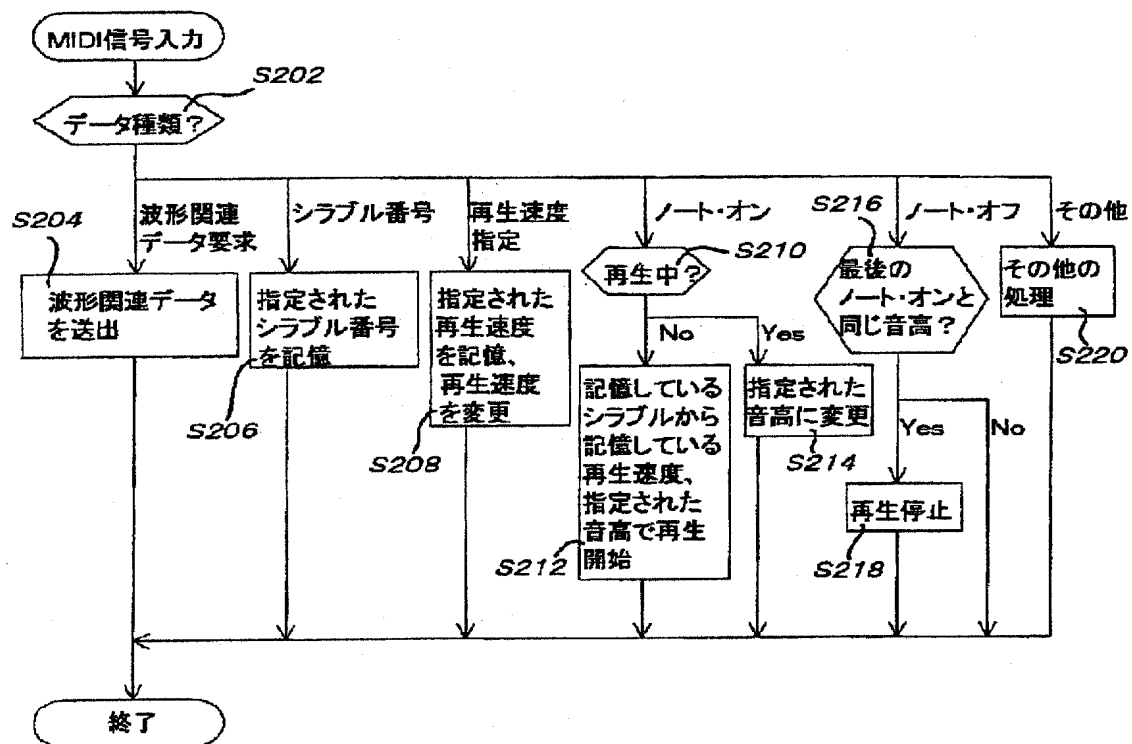 MIDI信号入力
S202
データ種類？
S204
波形関連
データ要求
波形関連データ
を送出
シラブル番号
指定された
シラブル番号
を記憶
S206
再生速度
指定
指定された
再生速度
を記憶、
再生速度
を変更
S208
ノート・オン
再生中？
S210
No
Yes
記憶している
シラブルから
記憶している
再生速度、
指定された
音高で再生
開始
S212
指定された
音高に変更
S214
S216
ノート・オフ
最後の
ノート・オンと
同じ音高？
Yes
No
再生停止
S218
その他
その他の
処理
S220
終了